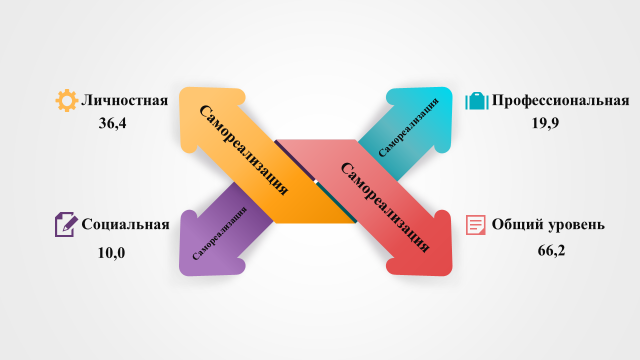 Личностная
36,4
Самореализация
Самореализация
Профессиональная
19,9
Социальная
10,0
Самореализация
Самореализация
Общий уровень
66,2